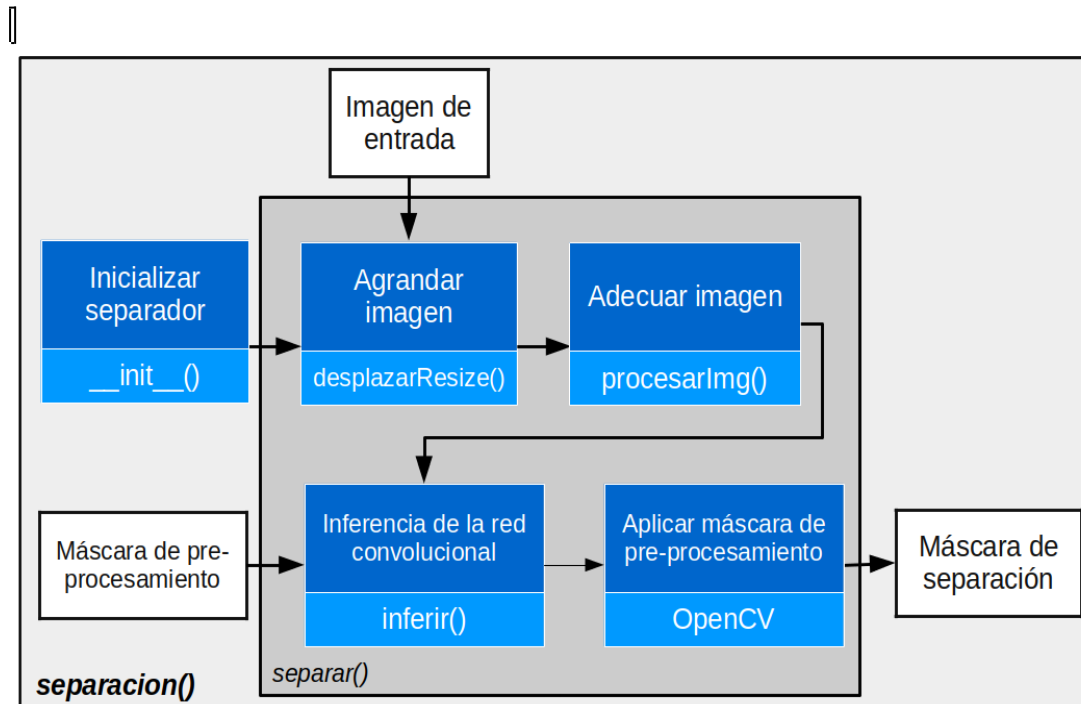 Imagen de
entrada
Inicializar
separador
__init__()
Agrandar
imagen
desplazarResize()
Adecuar imagen
procesarImg()
Máscara de pre-
procesamiento
Inferencia de la red
convolucional
inferir()
Aplicar máscara de
pre-procesamiento
OpenCV
Máscara de
separación
separar()
separacion()